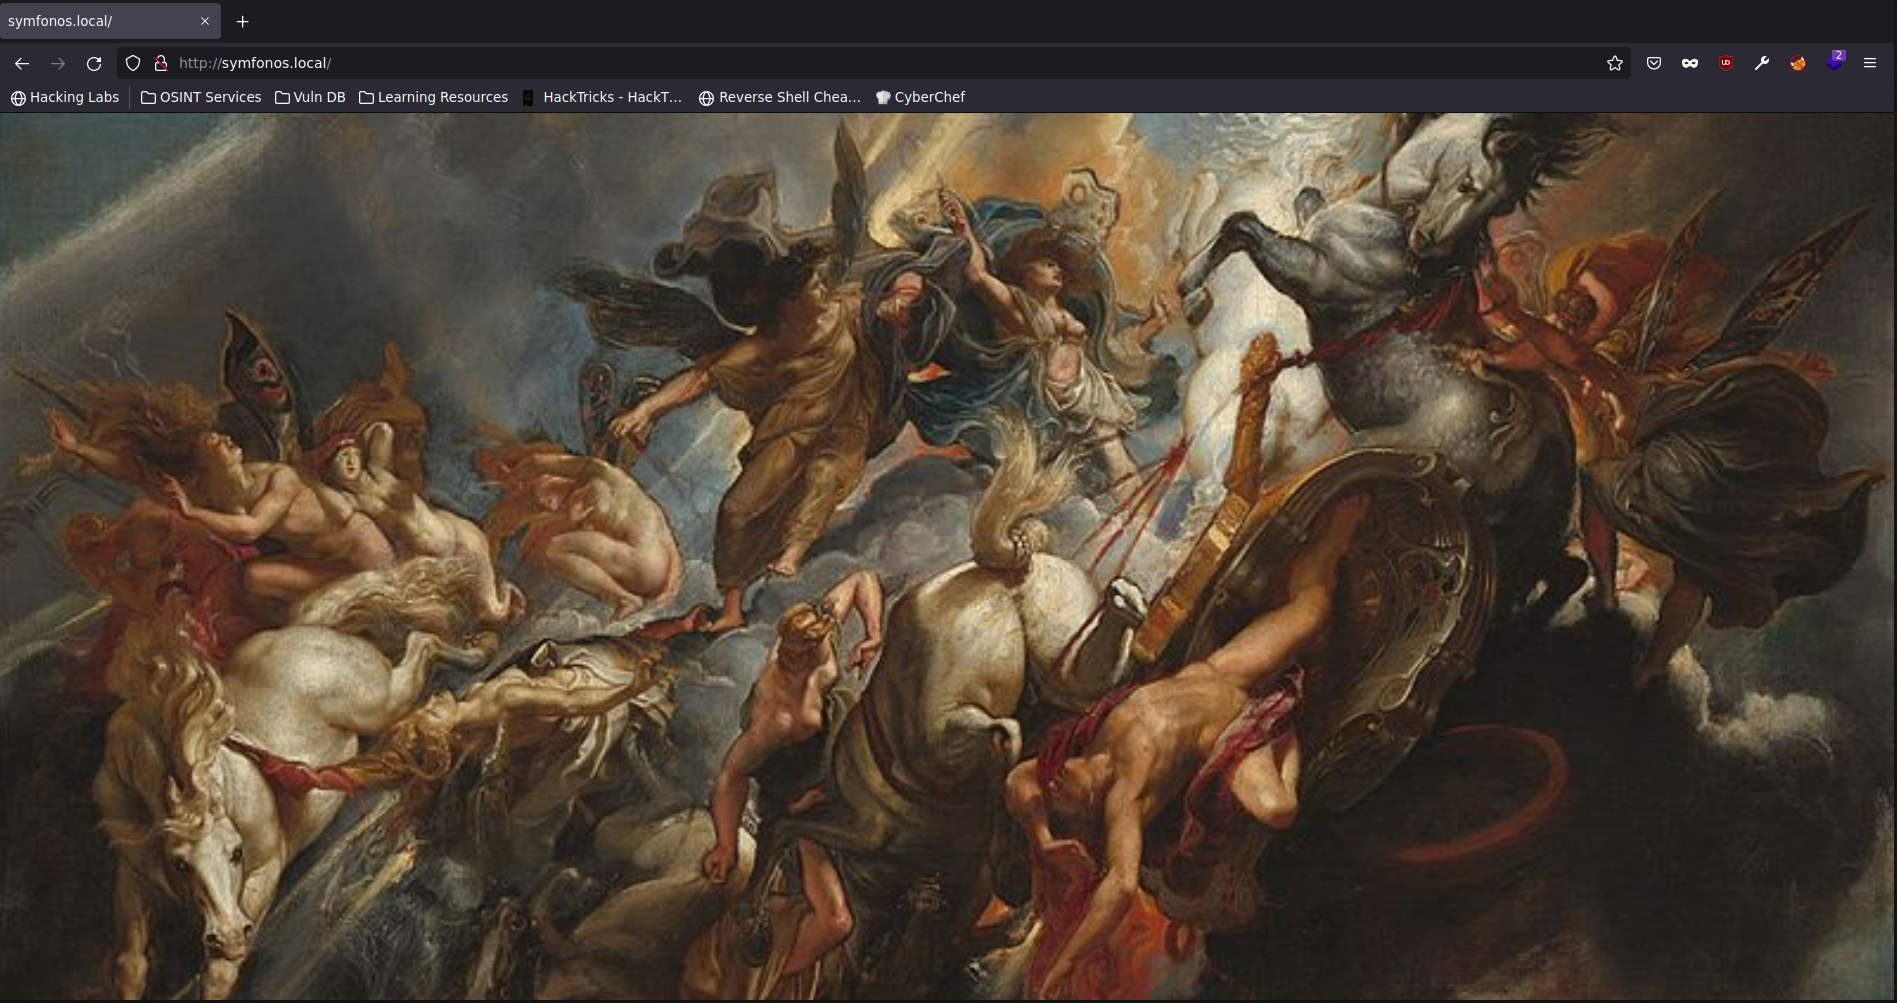 symfonos.local/
http://symfonos.local/
2
Hacking Labs OSINT Services Vuln DB Learning Resources HackTricks - HackT... Reverse Shell Chea... CyberChef